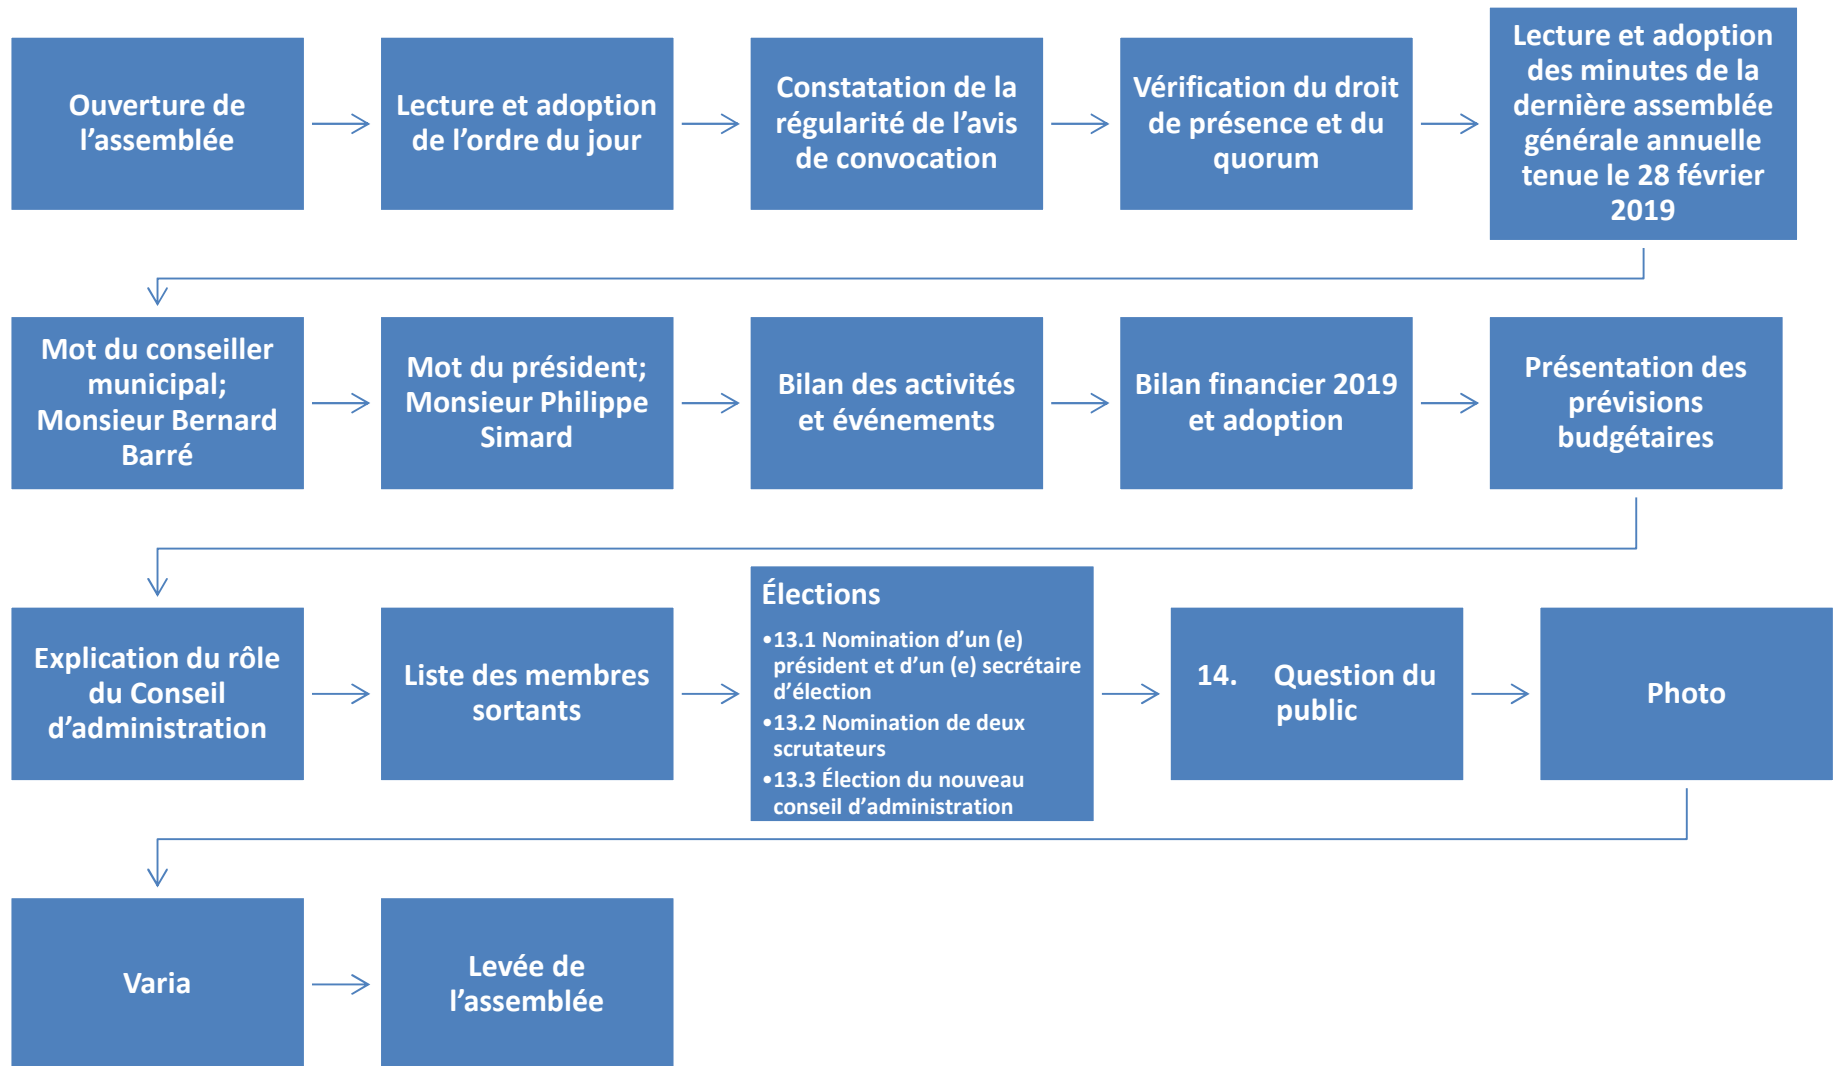 Ouverture de
l’assemblée
Lecture et adoption
de l’ordre du jour
Constatation de la
régularité de l’avis
de convocation
Vérification du droit
de présence et du
quorum
Lecture et adoption
des minutes de la
dernière assemblée
générale annuelle
tenue le 28 février
2019
Mot du conseiller
municipal;
Monsieur Bernard
Barré
Mot du président;
Monsieur Philippe
Simard
Bilan des activités
et événements
Bilan financier 2019
et adoption
Présentation des
prévisions
budgétaires
Explication du rôle
du Conseil
d’administration
Liste des membres
sortants
Élections
•13.1 Nomination d’un (e)
président et d’un (e) secrétaire
d’élection
•13.2 Nomination de deux
scrutateurs
•13.3 Élection du nouveau
conseil d’administration
14. Question du
public
Photo
Varia
Levée de
l’assemblée